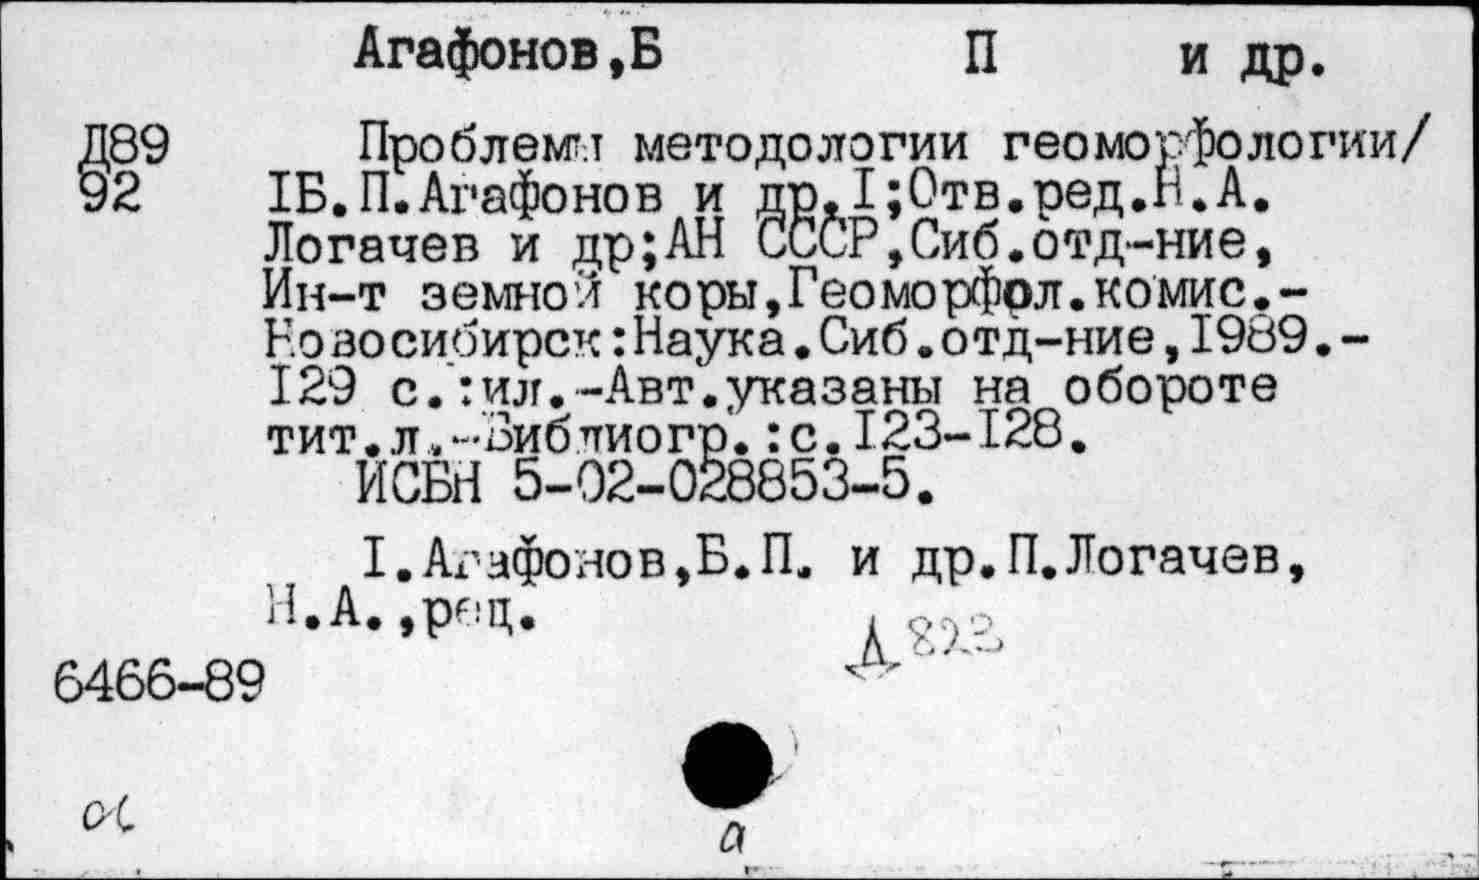 Агафонов,Б П и др.
Д89 Проблемы методологии геоморфологии/
92 IБ.П.Агафонов и др.I;Отв.ред.Н.А.
Логачев и др;АН СССР,Сиб.отд-ние,
Ин-т земной коры,Геоморфол.комис.-
Новосибирск:Наука.Сиб.отд-ние,1989.-
129 с.:ил.-Авт.указаны на обороте
тит.л.-Библиогр.:с.123-128.
ИСБН 5-02-028853-5.
I.Агафонов,Б.П. и др.П.Логачев,
Н.А.,ред.
Д823
6466-89
а